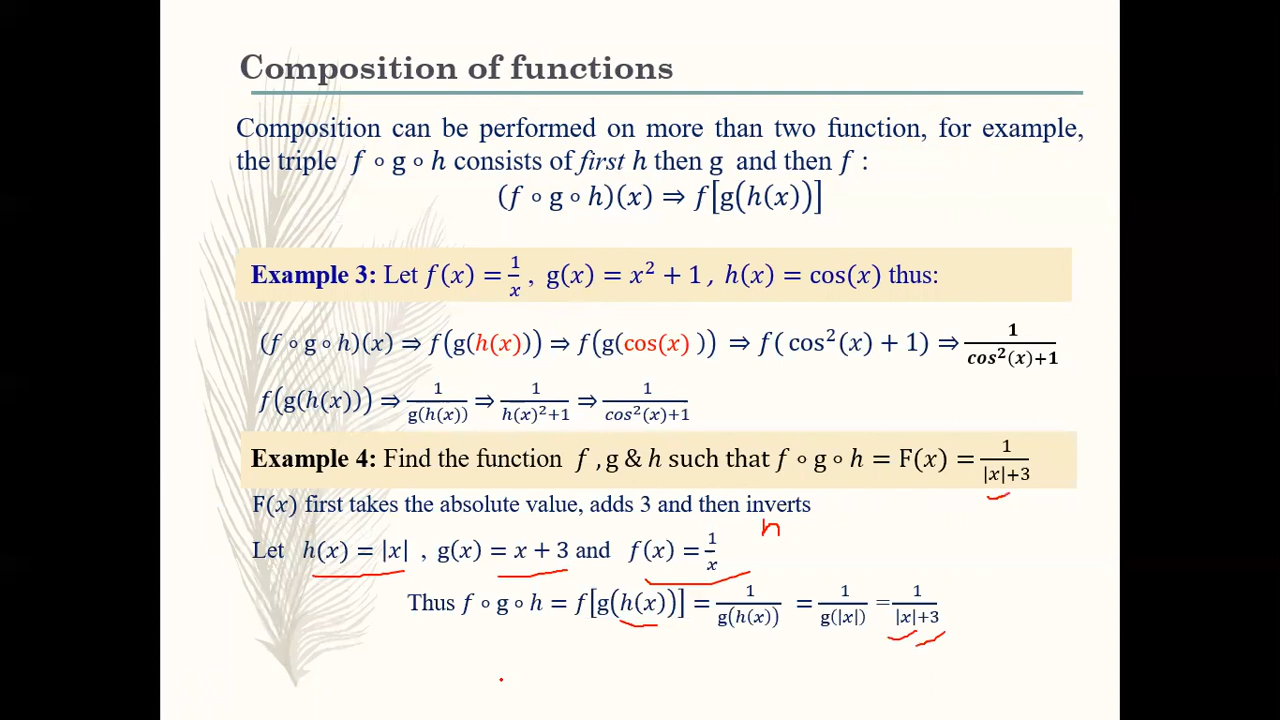 Composition of functions
Composition can be performed on more than two function, for example,
the triple f ∘ g ∘ h consists of first h then g and then f :
(f ∘ g ∘ h)(x) ⇒ f[g(h(x))]
Example 3: Let f(x) = 1/x , g(x) = x² + 1 , h(x) = cos(x) thus:
(f ∘ g ∘ h)(x) ⇒ f(g(h(x))) ⇒ f(g(cos(x) )) ⇒ f( cos²(x) + 1) ⇒ 1/(cos²(x)+1)
f(g(h(x))) ⇒ 1/g(h(x)) ⇒ 1/(h(x)²+1) ⇒ 1/(cos²(x)+1)
Example 4: Find the function f , g & h such that f ∘ g ∘ h = F(x) = 1/(|x|+3)
F(x) first takes the absolute value, adds 3 and then inverts
h
Let h(x) = |x| , g(x) = x + 3 and f(x) = 1/x
Thus f ∘ g ∘ h = f[g(h(x))] = 1/g(h(x)) = 1/g(|x|) = 1/(|x|+3)